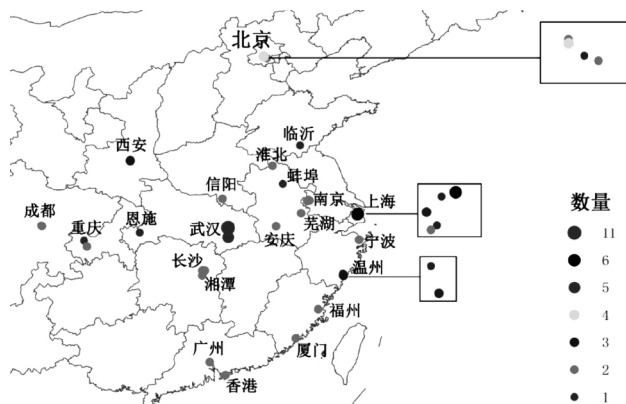 北京
临沂
西安
淮北
蚌埠
信阳
南京
上海
成都
恩施
重庆
武汉
芜湖
安庆
宁波
长沙
温州
湘潭
福州
广州
厦门
香港
数量
11
6
5
4
3
2
1